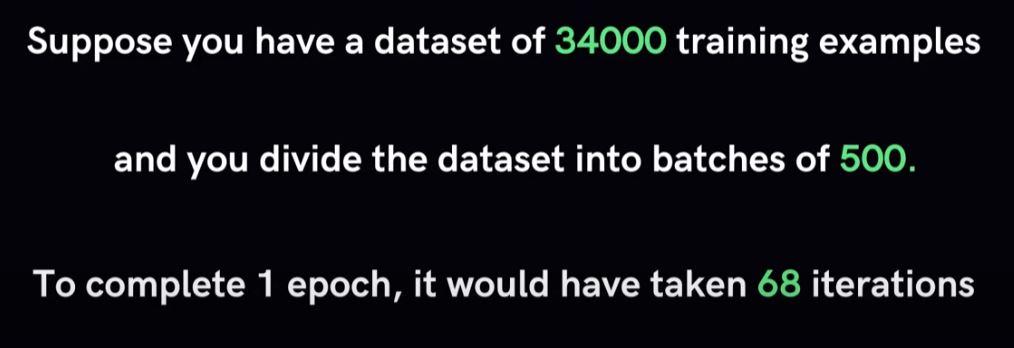 Suppose you have a dataset of 34000 training examples
and you divide the dataset into batches of 500.
To complete 1 epoch, it would have taken 68 iterations